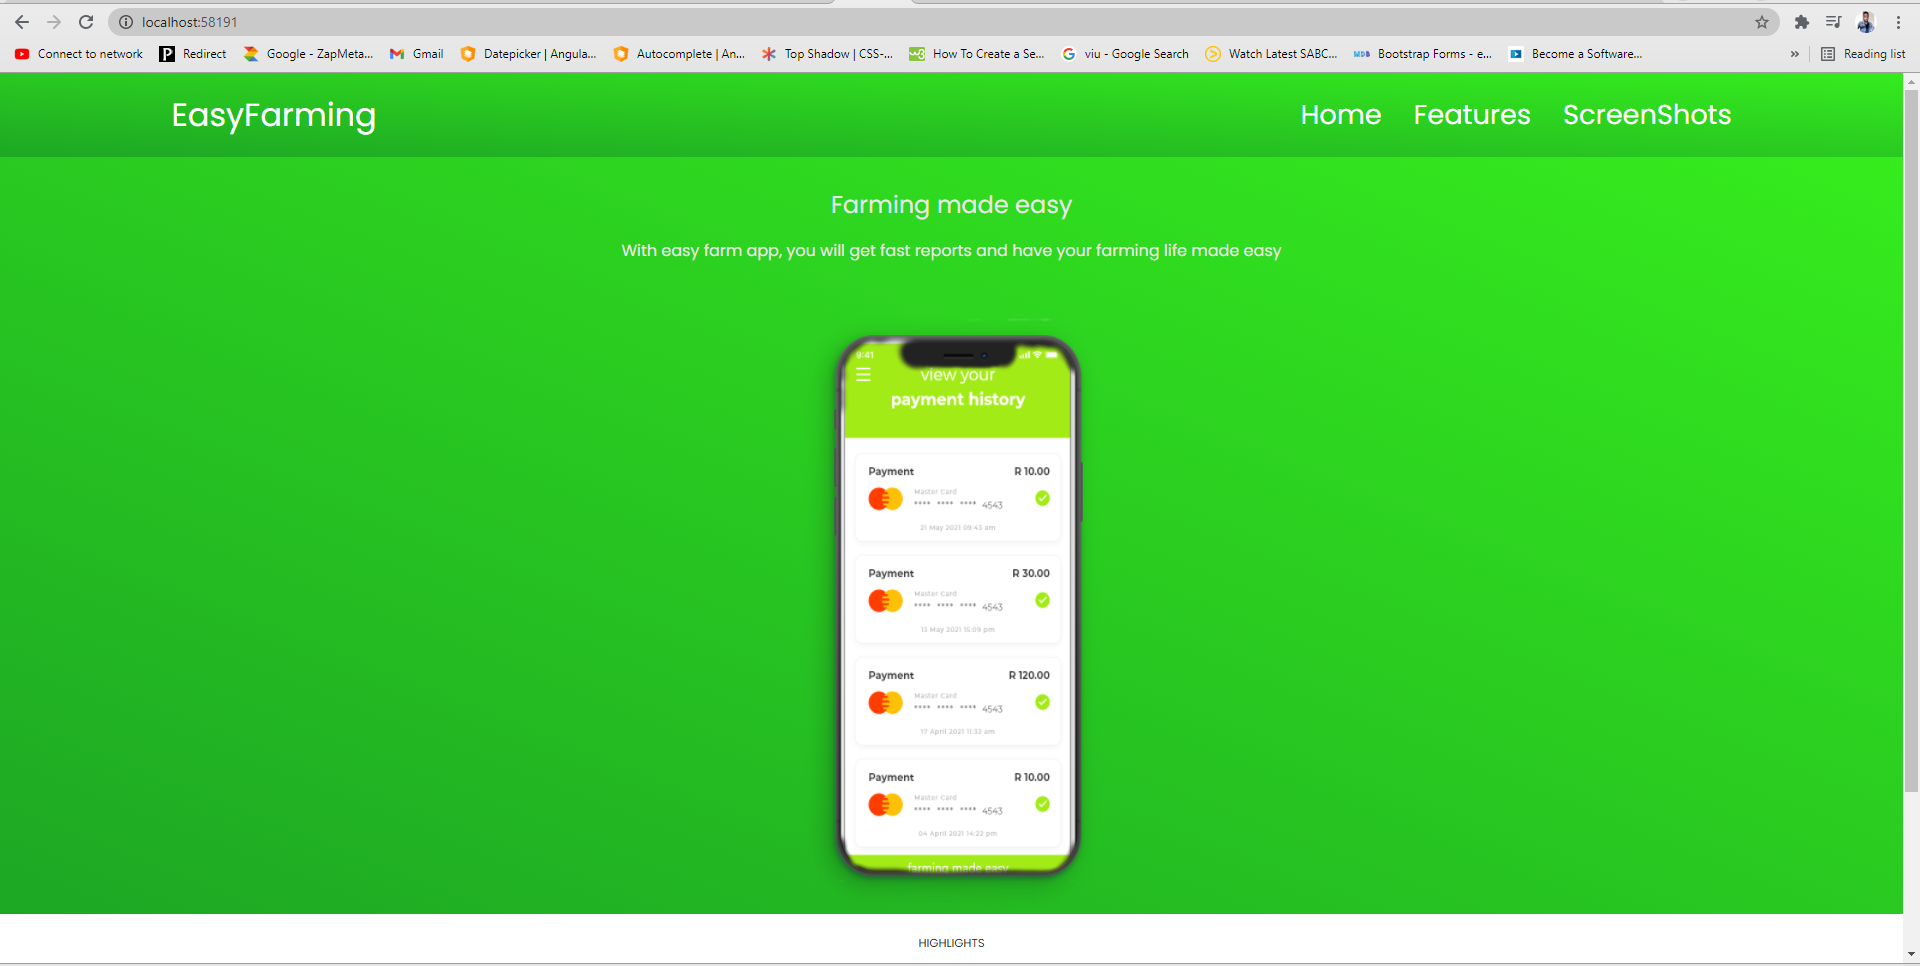 localhost:58191
Connect to network Redirect Google - ZapMeta... Gmail Datepicker | Angula... Autocomplete | An... Top Shadow | CSS-... How To Create a Se... viu - Google Search Watch Latest SABC... Bootstrap Forms - e... Become a Software... » Reading list
EasyFarming Home Features ScreenShots
Farming made easy
With easy farm app, you will get fast reports and have your farming life made easy
9:41
view your
payment history
Payment R 10.00
Master Card
**** **** **** 4543
21 May 2021 09:43 am
Payment R 30.00
Master Card
**** **** **** 4543
13 May 2021 15:09 pm
Payment R 120.00
Master Card
**** **** **** 4543
17 April 2021 11:32 am
Payment R 10.00
Master Card
**** **** **** 4543
04 April 2021 14:22 pm
farming made easy
HIGHLIGHTS